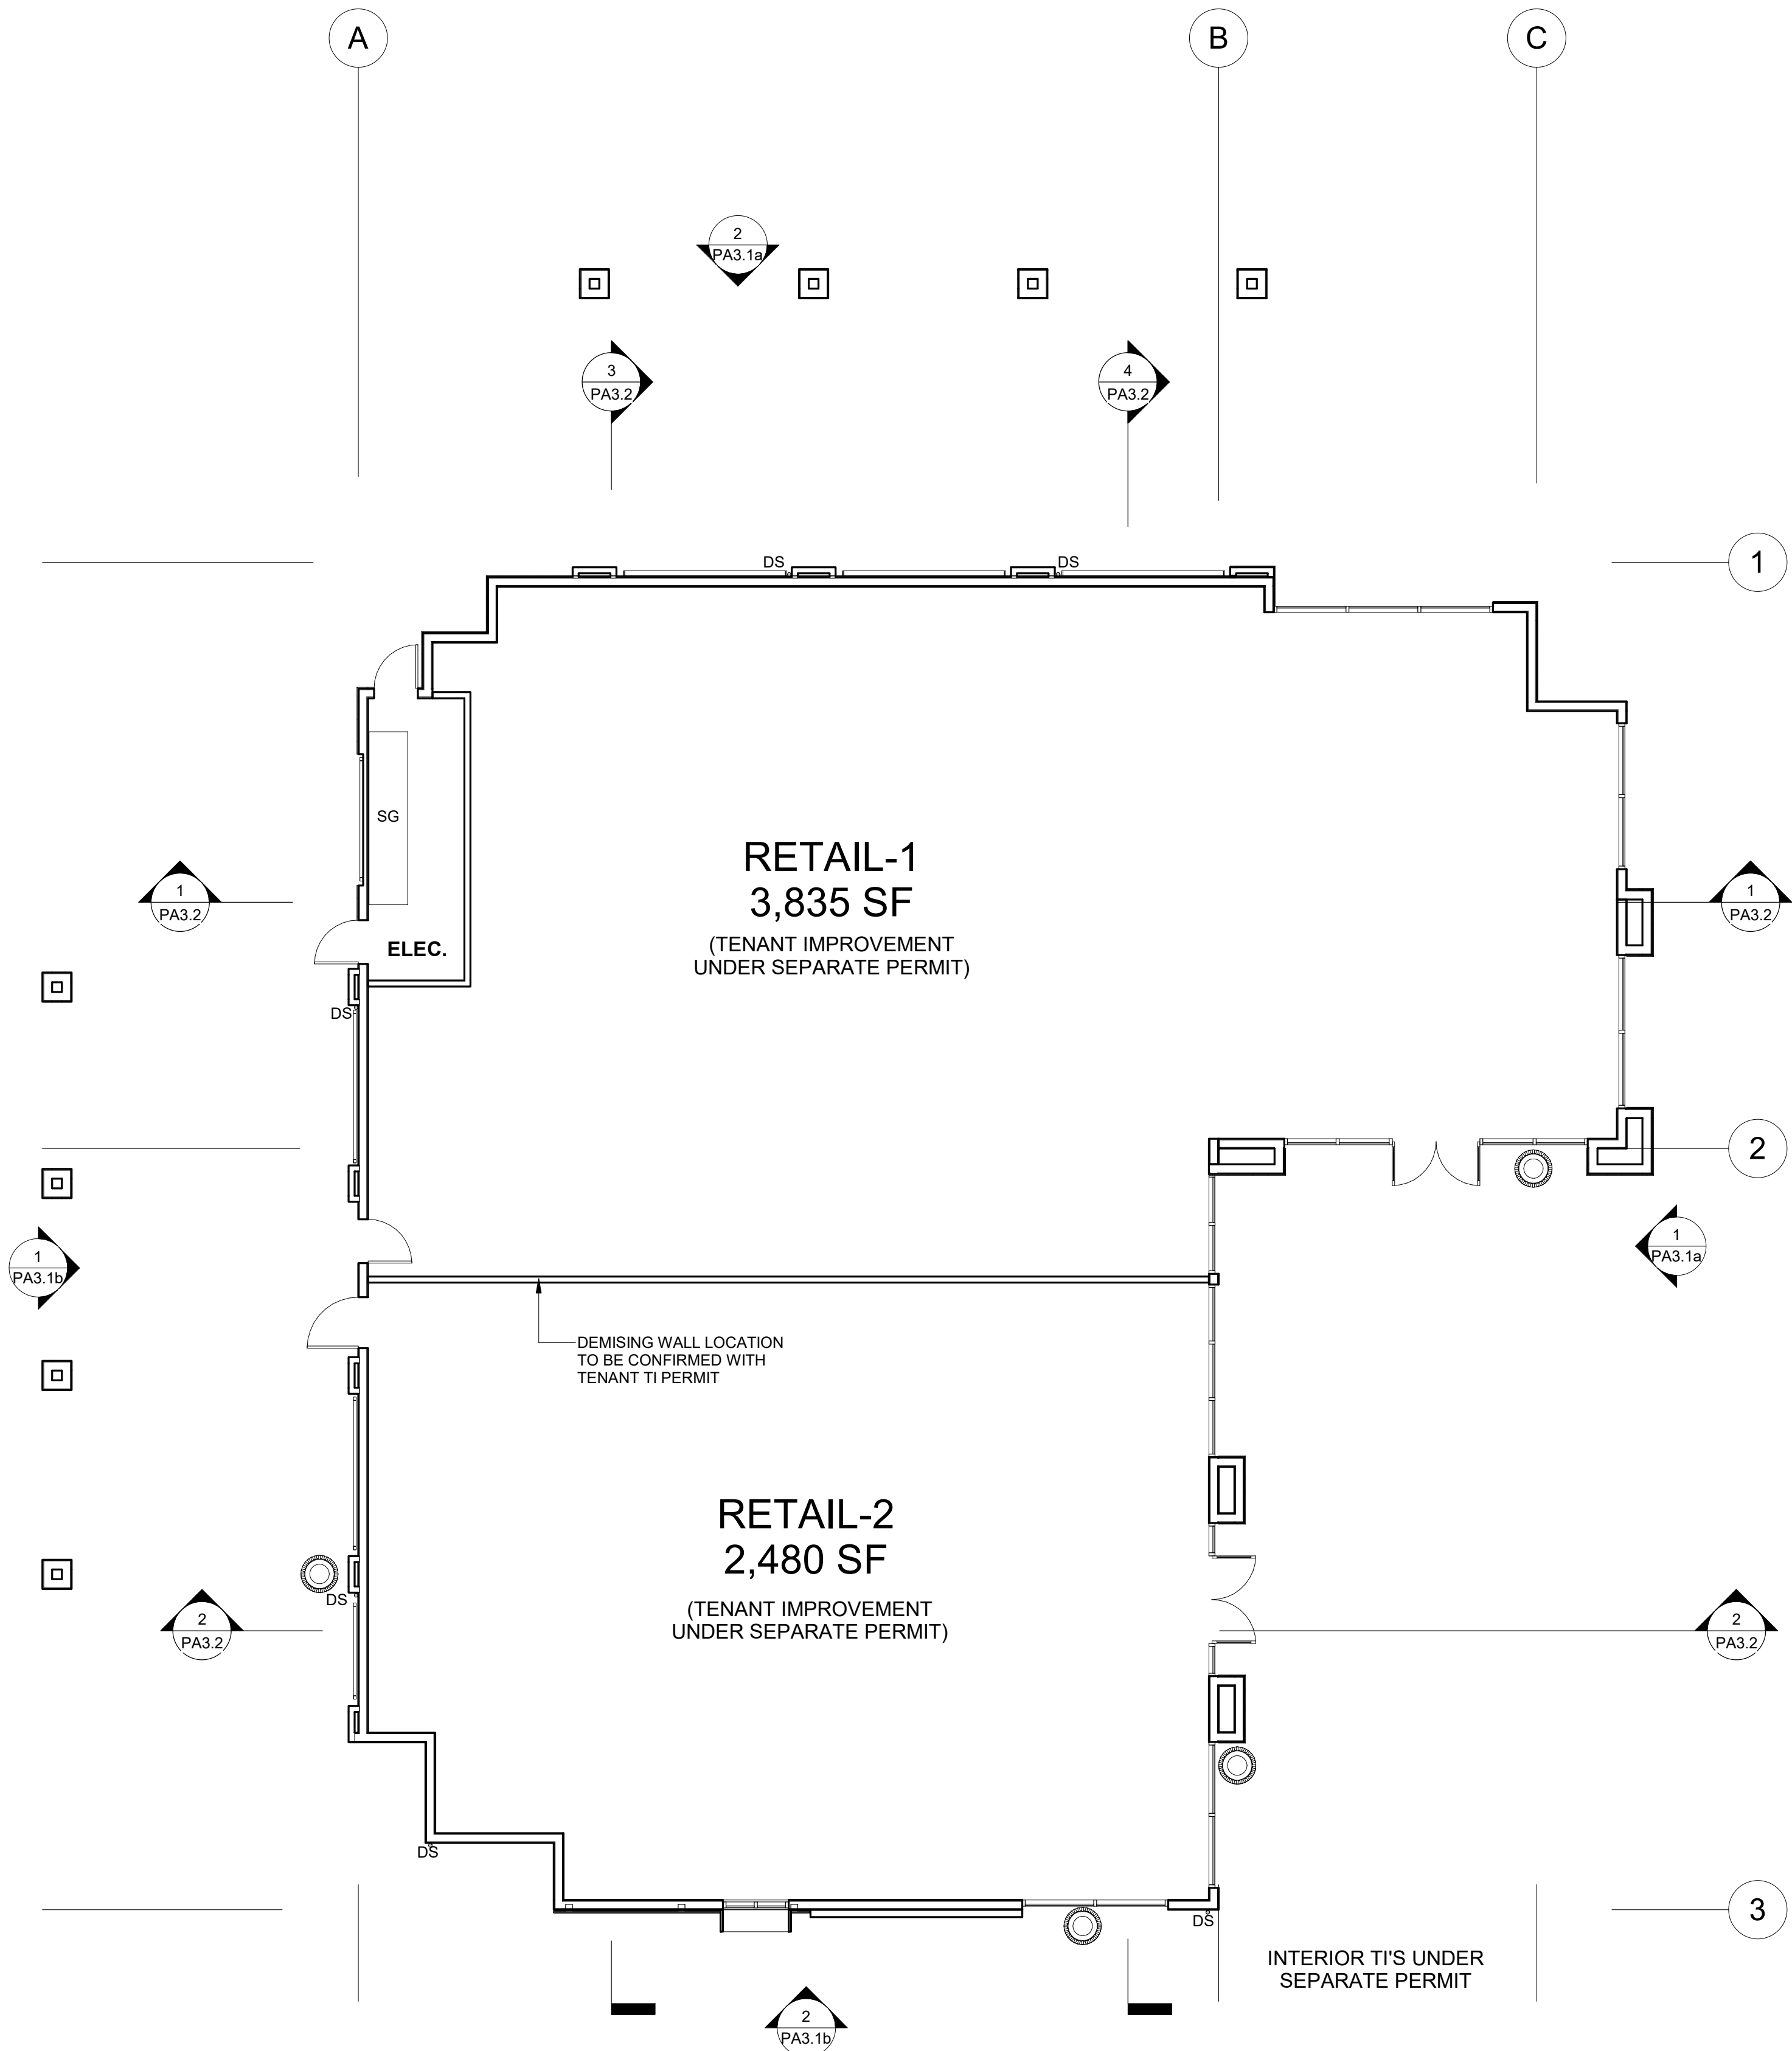 A
B
C
2
PA3.1a
3
PA3.2
4
PA3.2
DS
DS
1
SG
RETAIL-1
3,835 SF
(TENANT IMPROVEMENT
UNDER SEPARATE PERMIT)
1
PA3.2
1
PA3.2
ELEC.
DS
2
1
PA3.1b
1
PA3.1a
DEMISING WALL LOCATION
TO BE CONFIRMED WITH
TENANT TI PERMIT
RETAIL-2
2,480 SF
(TENANT IMPROVEMENT
UNDER SEPARATE PERMIT)
DS
2
PA3.2
2
PA3.2
DS
DS
3
INTERIOR TI'S UNDER
SEPARATE PERMIT
2
PA3.1b